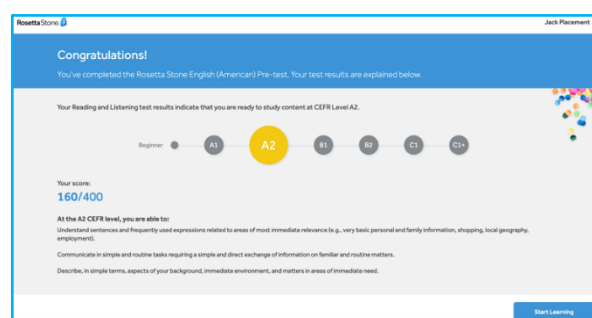 RosettaStone
Jack Placement
Congratulations!
You've completed the Rosetta Stone English (American) Pre-test. Your test results are explained below.
Your Reading and Listening test results indicate that you are ready to study content at CEFR Level A2.
Beginner A1 A2 B1 B2 C1 C1+
Your score:
160/400
At the A2 CEFR level, you are able to:
Understand sentences and frequently used expressions related to areas of most immediate relevance (e.g., very basic personal and family information, shopping, local geography,
employment).
Communicate in simple and routine tasks requiring a simple and direct exchange of information on familiar and routine matters.
Describe, in simple terms, aspects of your background, immediate environment, and matters in areas of immediate need.
Start Learning